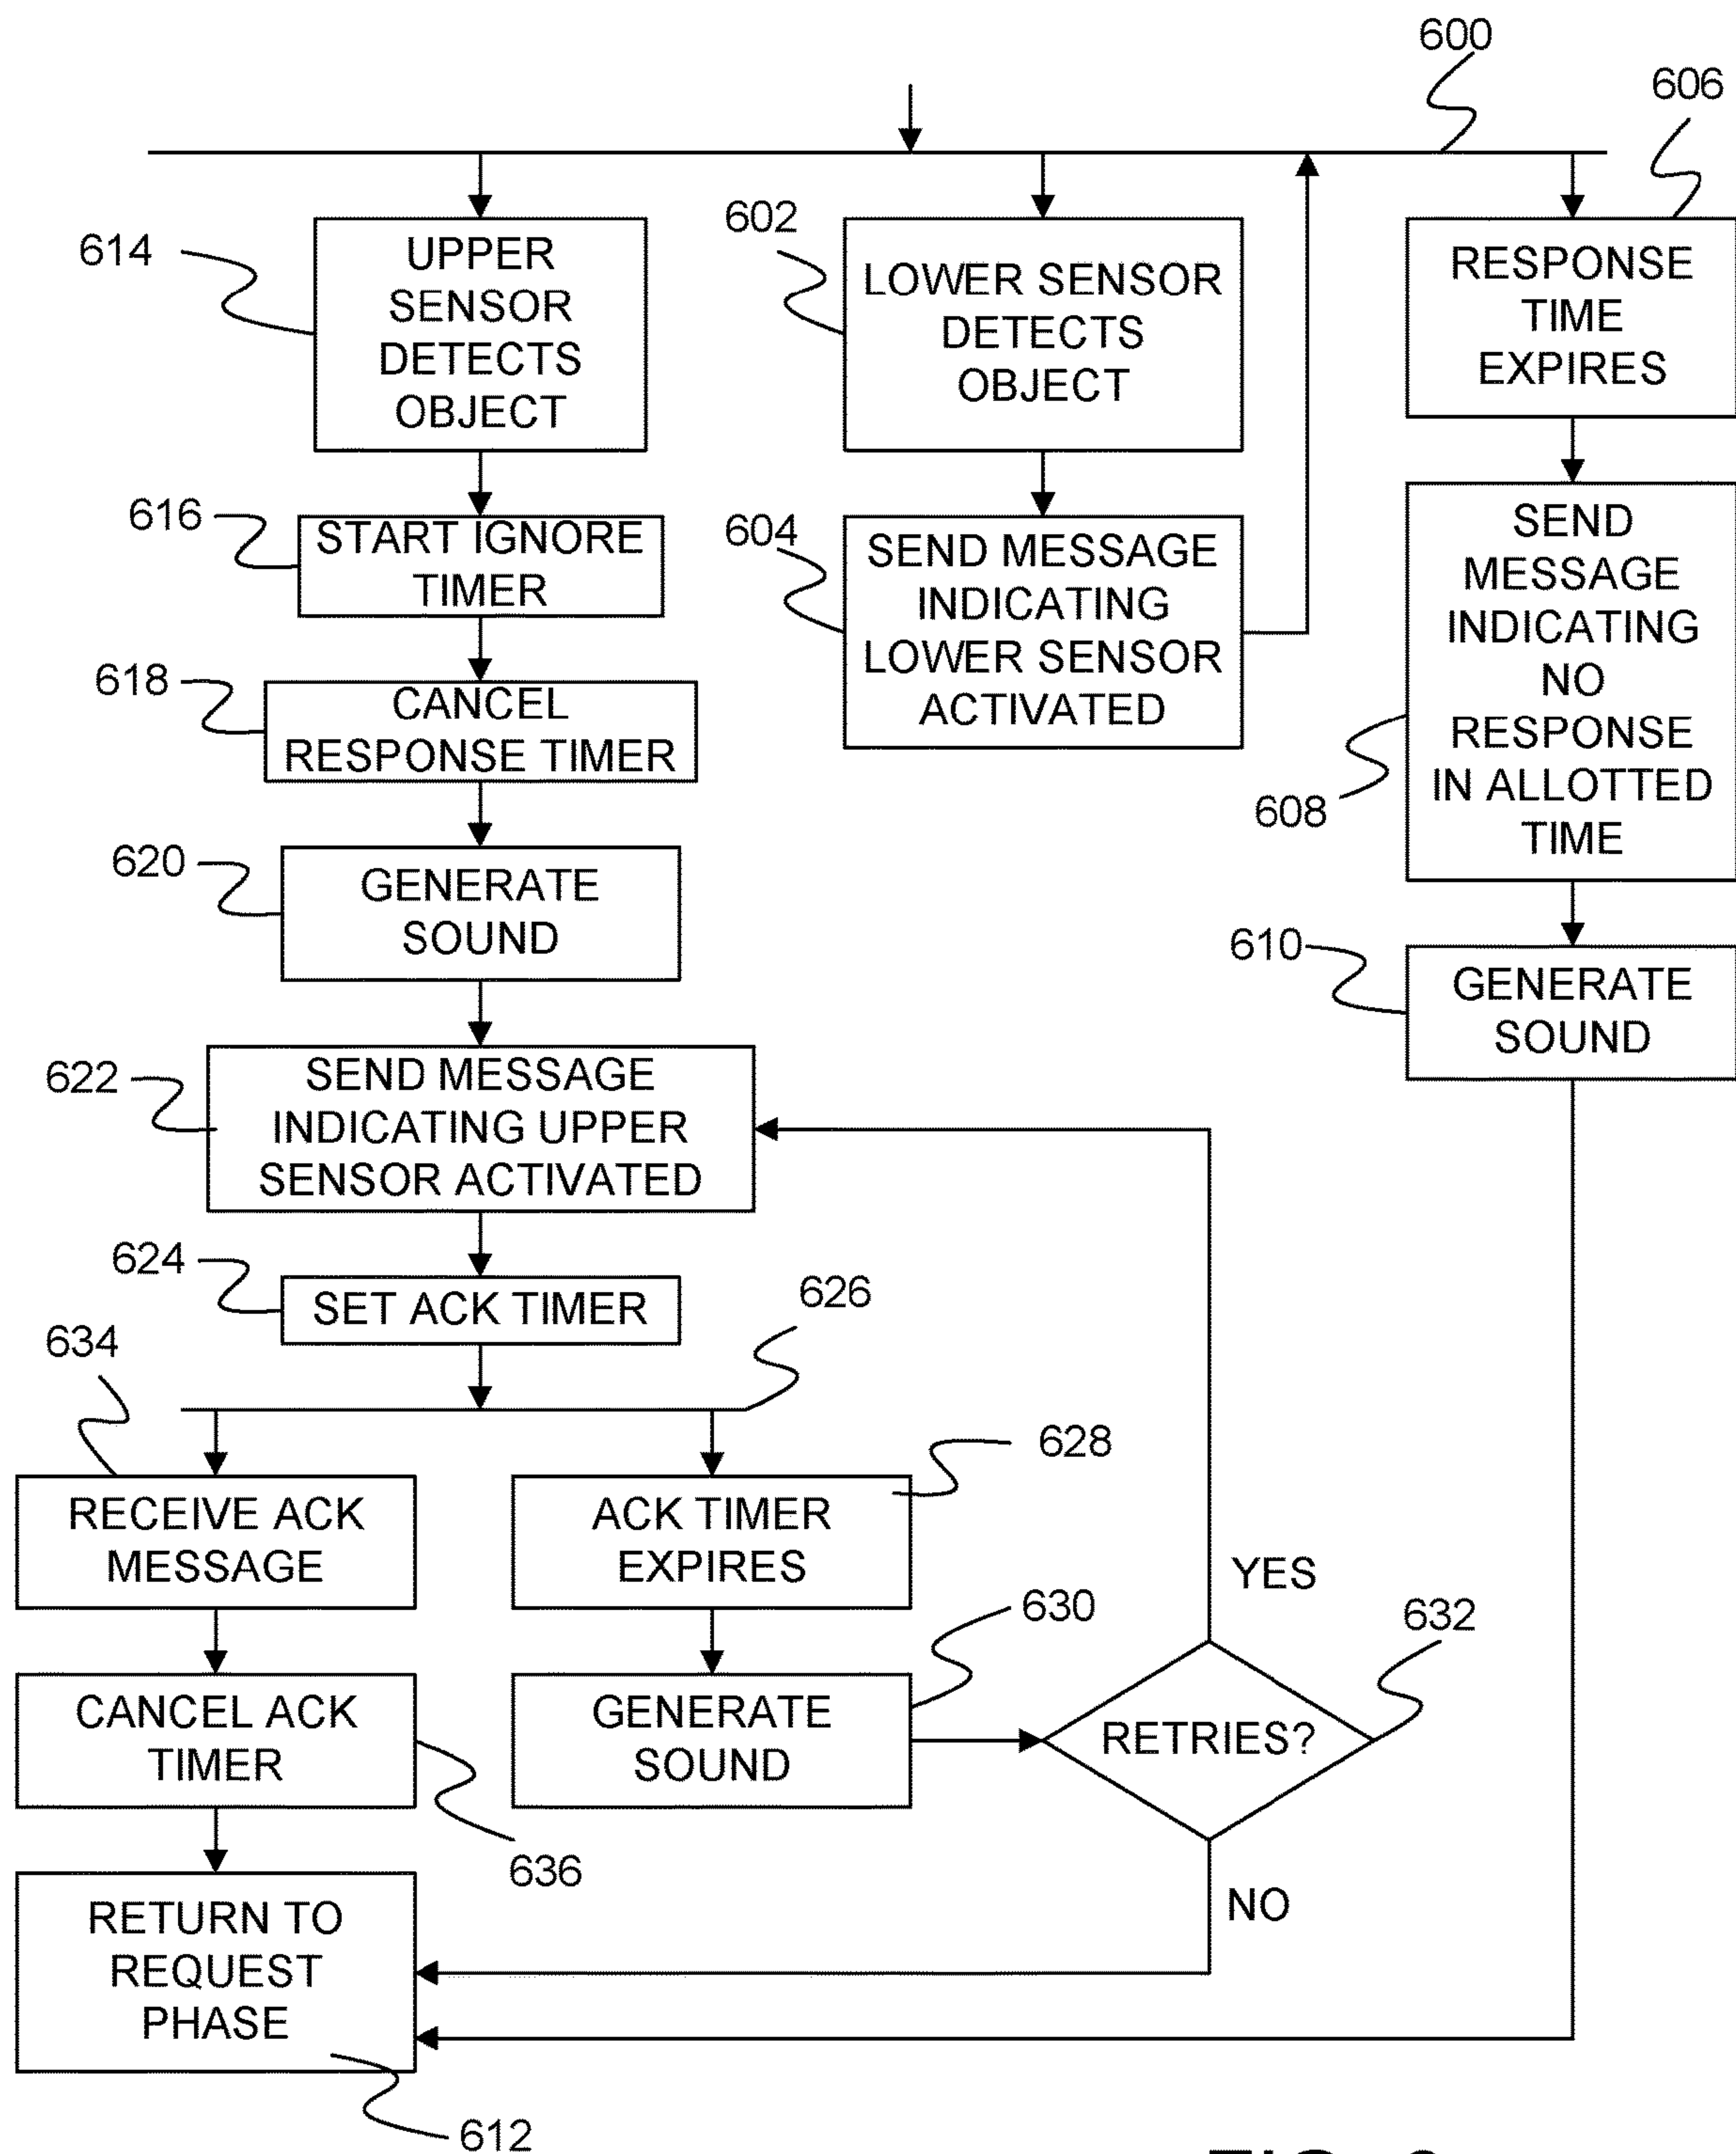 600
606
614
UPPER
SENSOR
DETECTS
OBJECT
602
LOWER SENSOR
DETECTS
OBJECT
RESPONSE
TIME
EXPIRES
616
START IGNORE
TIMER
604
SEND MESSAGE
INDICATING
LOWER SENSOR
ACTIVATED
608
SEND
MESSAGE
INDICATING
NO
RESPONSE
IN ALLOTTED
TIME
618
CANCEL
RESPONSE TIMER
620
GENERATE
SOUND
610
GENERATE
SOUND
622
SEND MESSAGE
INDICATING UPPER
SENSOR ACTIVATED
624
SET ACK TIMER
626
634
RECEIVE ACK
MESSAGE
628
ACK TIMER
EXPIRES
YES
630
632
CANCEL ACK
TIMER
GENERATE
SOUND
RETRIES?
636
NO
RETURN TO
REQUEST
PHASE
612